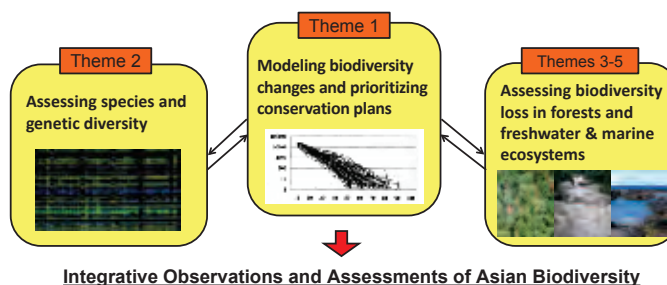 Theme 2
Assessing species and
genetic diversity
Theme 1
Modeling biodiversity
changes and prioritizing
conservation plans
Themes 3-5
Assessing biodiversity
loss in forests and
freshwater & marine
ecosystems
Integrative Observations and Assessments of Asian Biodiversity